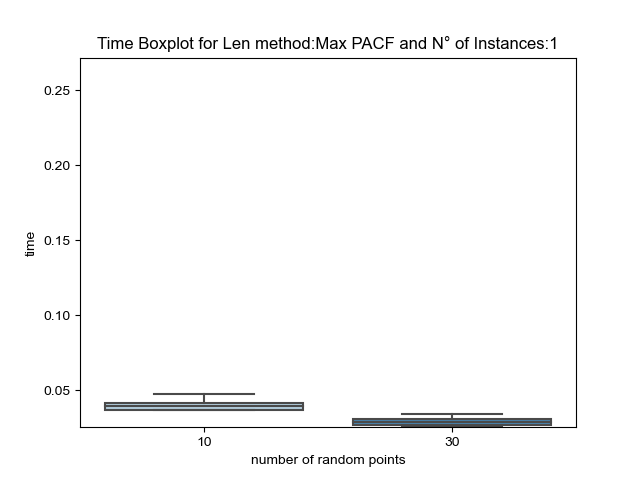 Time Boxplot for Len method:Max PACF and N° of Instances:1
0.25
0.20
0.15
0.10
0.05
time
10
30
number of random points